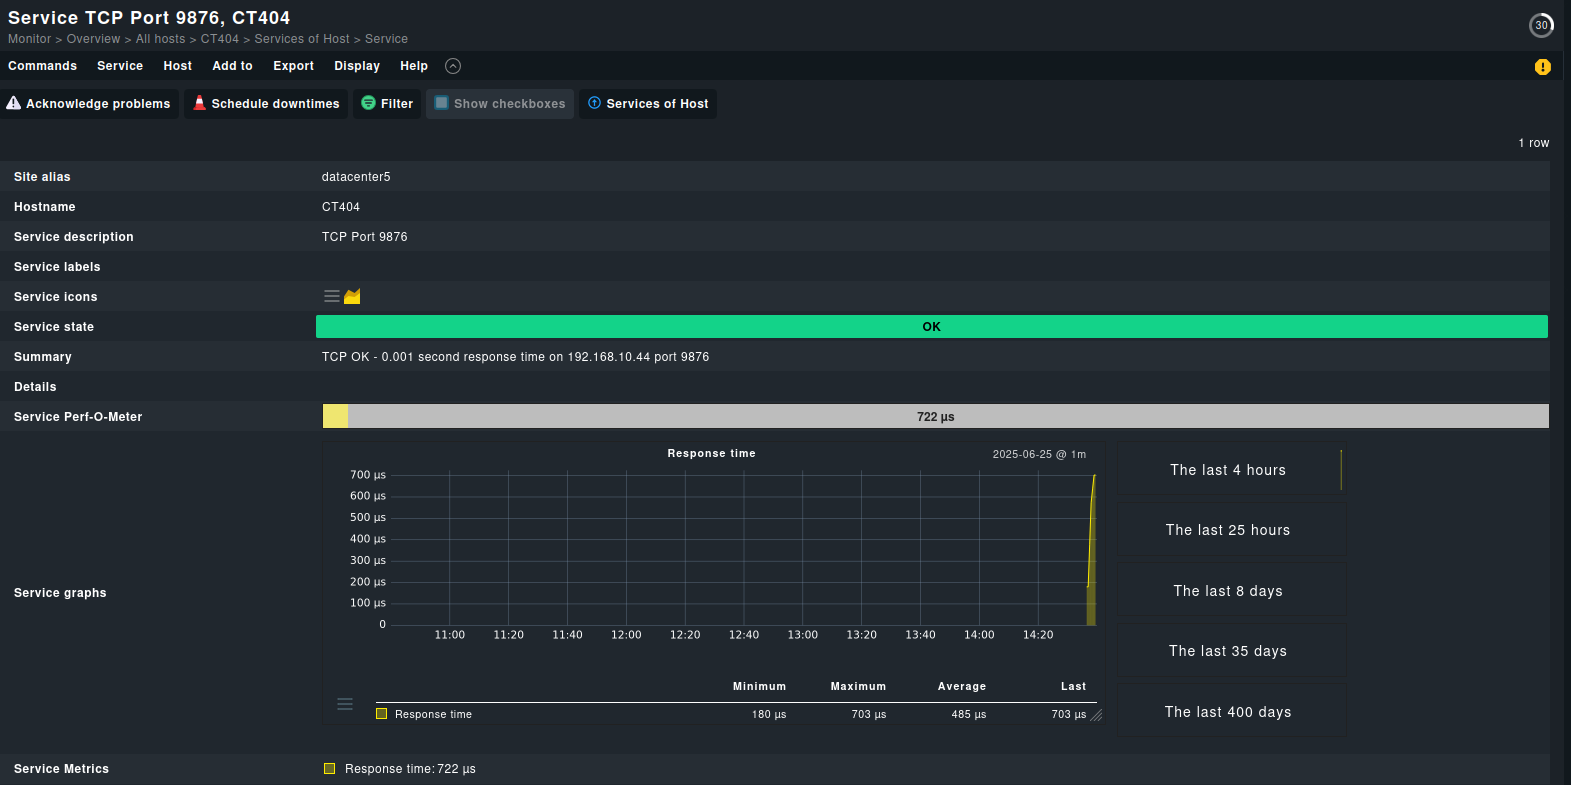 Service TCP Port 9876, CT404
Monitor > Overview > All hosts > CT404 > Services of Host > Service
30
Commands Service Host Add to Export Display Help
Acknowledge problems Schedule downtimes Filter Show checkboxes Services of Host
1 row
Site alias datacenter5
Hostname CT404
Service description TCP Port 9876
Service labels
Service icons
Service state OK
Summary TCP OK - 0.001 second response time on 192.168.10.44 port 9876
Details
Service Perf-O-Meter 722 µs
Service graphs
Response time 2025-06-25 @ 1m
700 µs
600 µs
500 µs
400 µs
300 µs
200 µs
100 µs
0
11:00 11:20 11:40 12:00 12:20 12:40 13:00 13:20 13:40 14:00 14:20
Minimum Maximum Average Last
Response time 180 µs 703 µs 485 µs 703 µs
The last 4 hours
The last 25 hours
The last 8 days
The last 35 days
The last 400 days
Service Metrics Response time: 722 µs